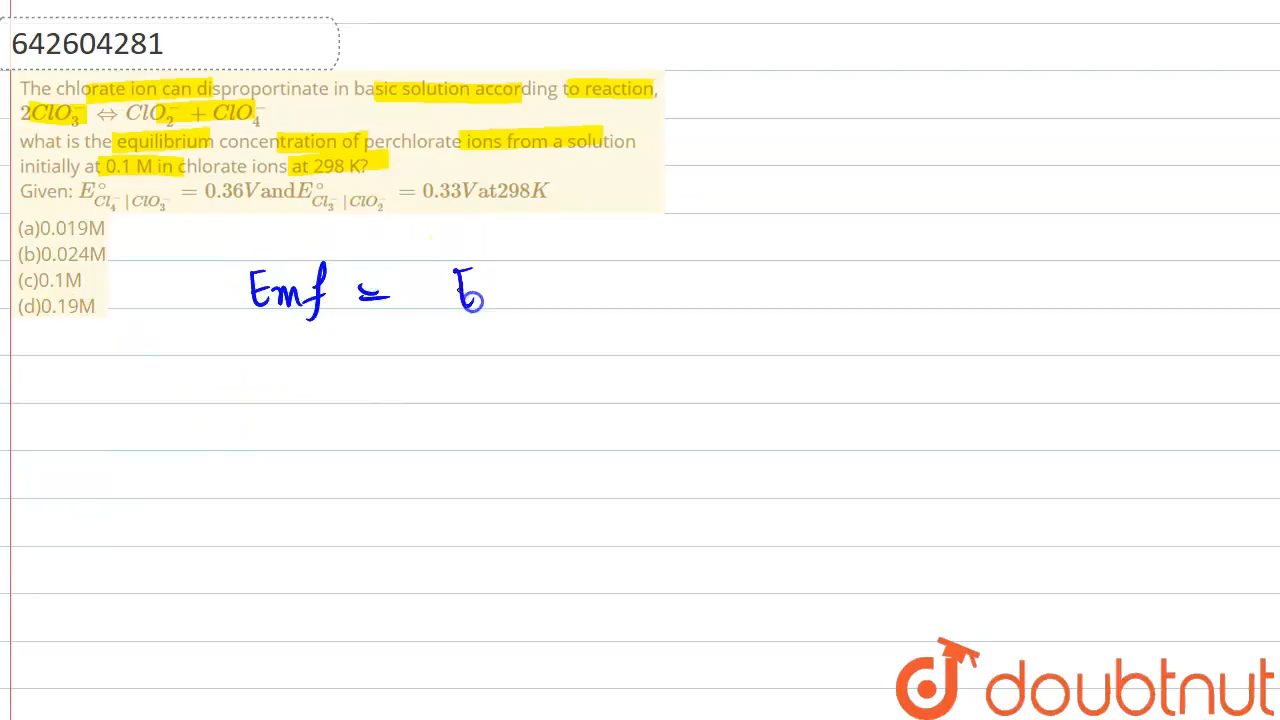 642604281
The chlorate ion can disproportinate in basic solution according to reaction,
2ClO₃⁻ ⇔ ClO₂⁻ + ClO₄⁻
what is the equilibrium concentration of perchlorate ions from a solution
initially at 0.1 M in chlorate ions at 298 K?
Given: E°Cl₄⁻|ClO₃⁻ = 0.36V and E°Cl₃⁻|ClO₂⁻ = 0.33V at 298K
(a)0.019M
(b)0.024M
(c)0.1M
(d)0.19M
Emf = E
doubtnut